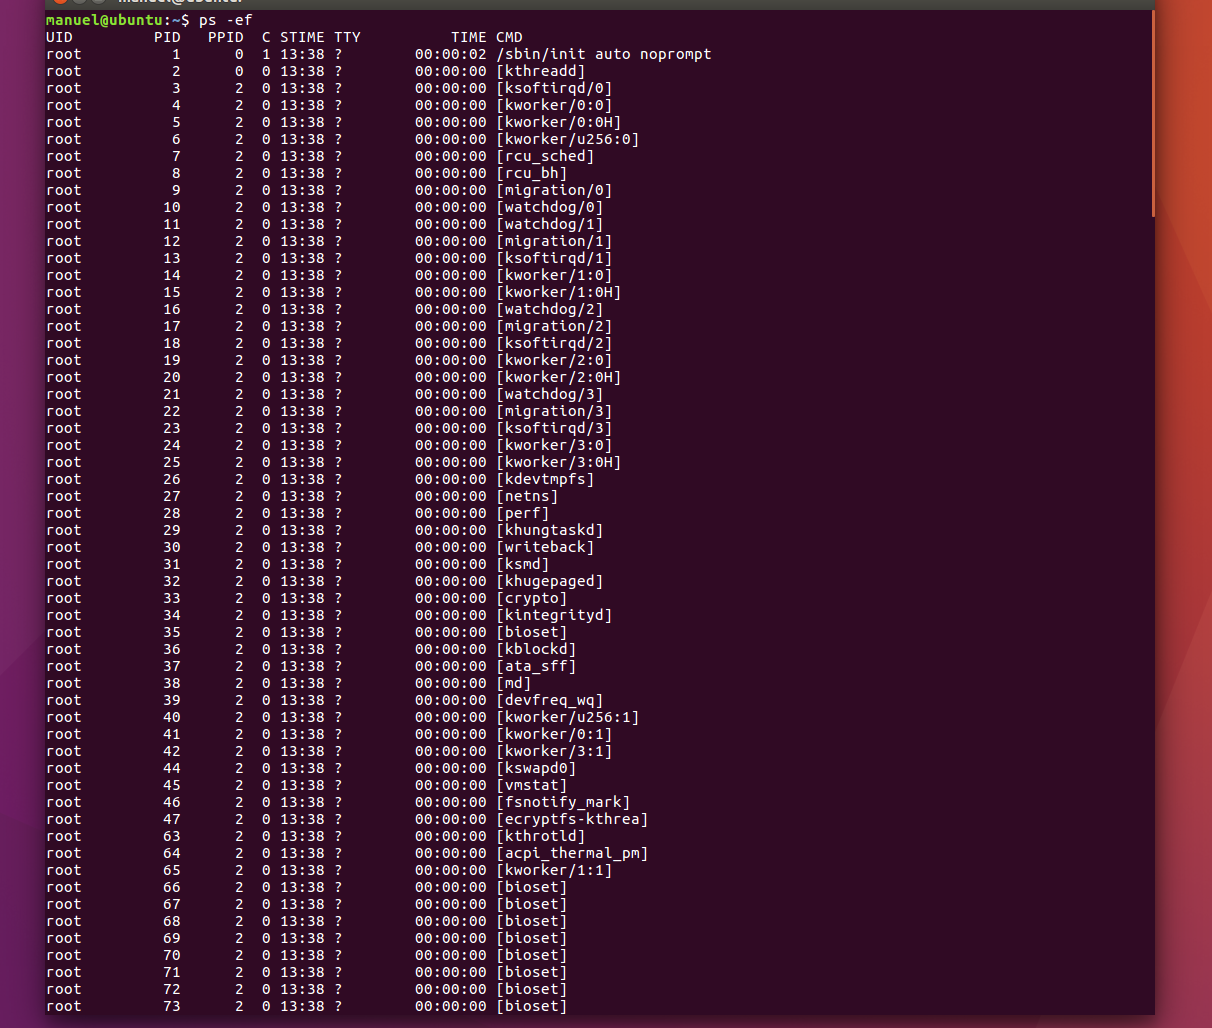 manuel@ubuntu:~$ ps -ef
UID         PID   PPID  C STIME TTY          TIME CMD
root          1      0  1 13:38 ?        00:00:02 /sbin/init auto noprompt
root          2      0  0 13:38 ?        00:00:00 [kthreadd]
root          3      2  0 13:38 ?        00:00:00 [ksoftirqd/0]
root          4      2  0 13:38 ?        00:00:00 [kworker/0:0]
root          5      2  0 13:38 ?        00:00:00 [kworker/0:0H]
root          6      2  0 13:38 ?        00:00:00 [kworker/u256:0]
root          7      2  0 13:38 ?        00:00:00 [rcu_sched]
root          8      2  0 13:38 ?        00:00:00 [rcu_bh]
root          9      2  0 13:38 ?        00:00:00 [migration/0]
root         10      2  0 13:38 ?        00:00:00 [watchdog/0]
root         11      2  0 13:38 ?        00:00:00 [watchdog/1]
root         12      2  0 13:38 ?        00:00:00 [migration/1]
root         13      2  0 13:38 ?        00:00:00 [ksoftirqd/1]
root         14      2  0 13:38 ?        00:00:00 [kworker/1:0]
root         15      2  0 13:38 ?        00:00:00 [kworker/1:0H]
root         16      2  0 13:38 ?        00:00:00 [watchdog/2]
root         17      2  0 13:38 ?        00:00:00 [migration/2]
root         18      2  0 13:38 ?        00:00:00 [ksoftirqd/2]
root         19      2  0 13:38 ?        00:00:00 [kworker/2:0]
root         20      2  0 13:38 ?        00:00:00 [kworker/2:0H]
root         21      2  0 13:38 ?        00:00:00 [watchdog/3]
root         22      2  0 13:38 ?        00:00:00 [migration/3]
root         23      2  0 13:38 ?        00:00:00 [ksoftirqd/3]
root         24      2  0 13:38 ?        00:00:00 [kworker/3:0]
root         25      2  0 13:38 ?        00:00:00 [kworker/3:0H]
root         26      2  0 13:38 ?        00:00:00 [kdevtmpfs]
root         27      2  0 13:38 ?        00:00:00 [netns]
root         28      2  0 13:38 ?        00:00:00 [perf]
root         29      2  0 13:38 ?        00:00:00 [khungtaskd]
root         30      2  0 13:38 ?        00:00:00 [writeback]
root         31      2  0 13:38 ?        00:00:00 [ksmd]
root         32      2  0 13:38 ?        00:00:00 [khugepaged]
root         33      2  0 13:38 ?        00:00:00 [crypto]
root         34      2  0 13:38 ?        00:00:00 [kintegrityd]
root         35      2  0 13:38 ?        00:00:00 [bioset]
root         36      2  0 13:38 ?        00:00:00 [kblockd]
root         37      2  0 13:38 ?        00:00:00 [ata_sff]
root         38      2  0 13:38 ?        00:00:00 [md]
root         39      2  0 13:38 ?        00:00:00 [devfreq_wq]
root         40      2  0 13:38 ?        00:00:00 [kworker/u256:1]
root         41      2  0 13:38 ?        00:00:00 [kworker/0:1]
root         42      2  0 13:38 ?        00:00:00 [kworker/3:1]
root         44      2  0 13:38 ?        00:00:00 [kswapd0]
root         45      2  0 13:38 ?        00:00:00 [vmstat]
root         46      2  0 13:38 ?        00:00:00 [fsnotify_mark]
root         47      2  0 13:38 ?        00:00:00 [ecryptfs-kthrea]
root         63      2  0 13:38 ?        00:00:00 [kthrotld]
root         64      2  0 13:38 ?        00:00:00 [acpi_thermal_pm]
root         65      2  0 13:38 ?        00:00:00 [kworker/1:1]
root         66      2  0 13:38 ?        00:00:00 [bioset]
root         67      2  0 13:38 ?        00:00:00 [bioset]
root         68      2  0 13:38 ?        00:00:00 [bioset]
root         69      2  0 13:38 ?        00:00:00 [bioset]
root         70      2  0 13:38 ?        00:00:00 [bioset]
root         71      2  0 13:38 ?        00:00:00 [bioset]
root         72      2  0 13:38 ?        00:00:00 [bioset]
root         73      2  0 13:38 ?        00:00:00 [bioset]